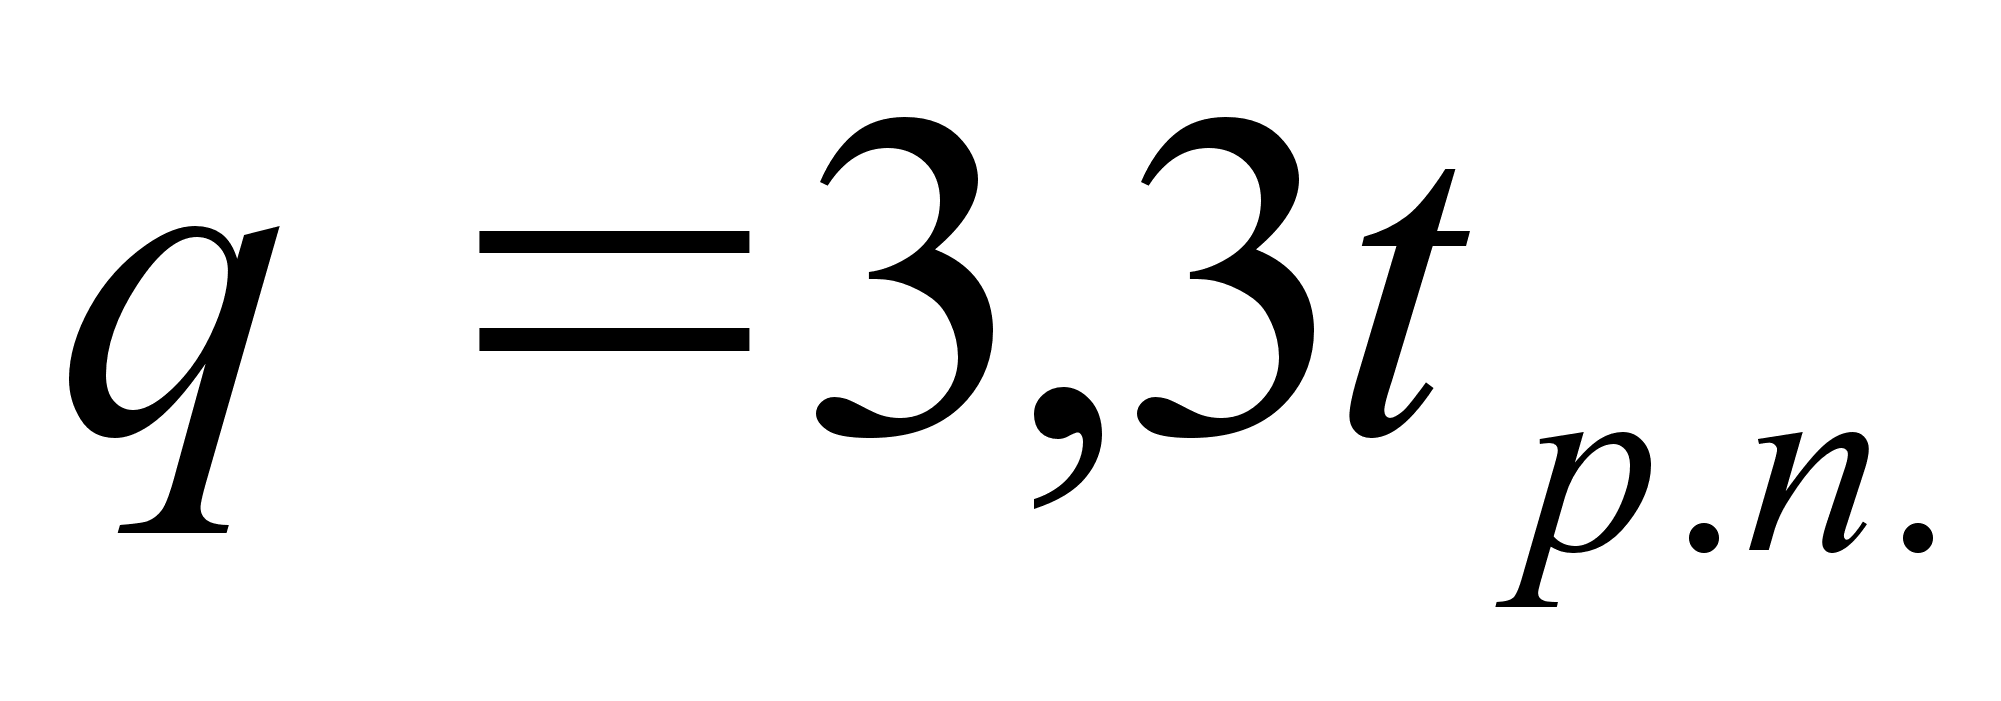 q = 3,3t p.n.